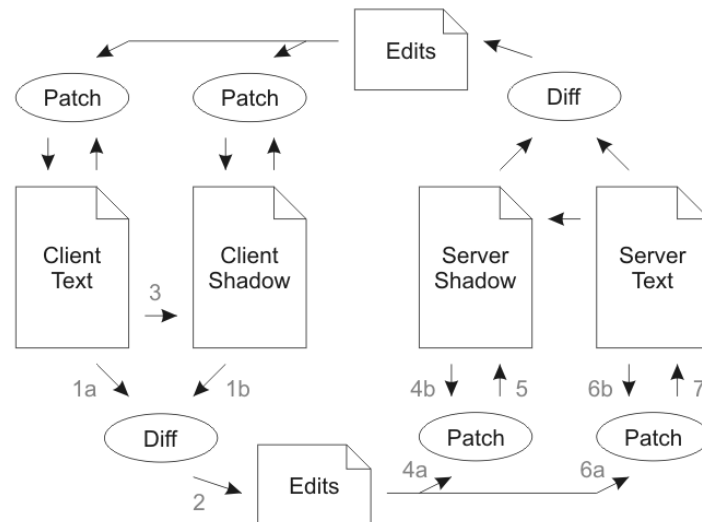 Edits
Patch
Patch
Diff
Client
Text
Client
Shadow
Server
Shadow
Server
Text
3
1a
1b
4b
5
6b
7
Diff
Patch
Patch
2
Edits
4a
6a